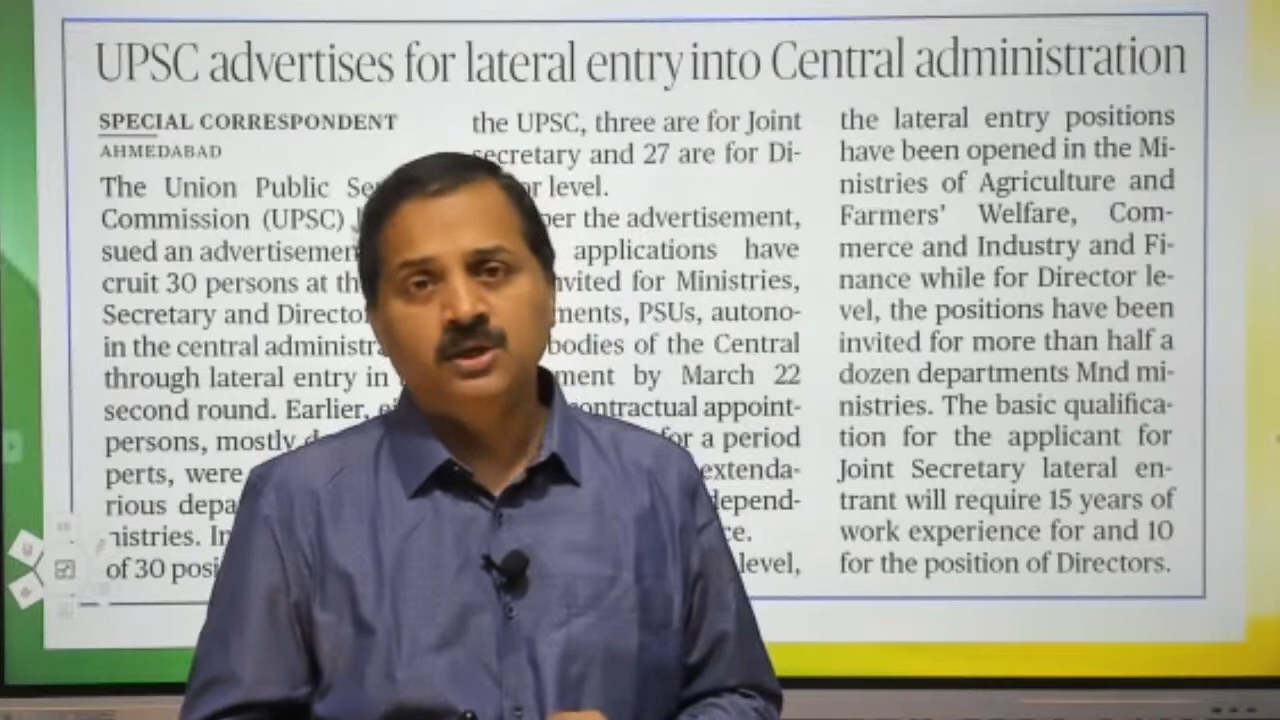 UPSC advertises for lateral entry into Central administration
SPECIAL CORRESPONDENT
AHMEDABAD
The Union Public
Commission (UPSC)
sued an
cruit 30 persons at
Secretary and
in the central
through lateral entry in
second round. Earlier,
persons, mostly
perts, were
rious
nistries. In
of 30
the UPSC, three are for Joint
secretary and 27 are for Di-
or level.
per the advertisement,
applications have
nvited for Ministries,
ments, PSUs, autono-
bodies of the Central
ment by March 22
contractual appoint-
for a period
extenda-
depend-
ce.
level,
the lateral entry positions
have been opened in the Mi-
nistries of Agriculture and
Farmers' Welfare, Com-
merce and Industry and Fi-
nance while for Director le-
vel, the positions have been
invited for more than half a
dozen departments Mnd mi-
nistries. The basic qualifica-
tion for the applicant for
Joint Secretary lateral en-
trant will require 15 years of
work experience for and 10
for the position of Directors.